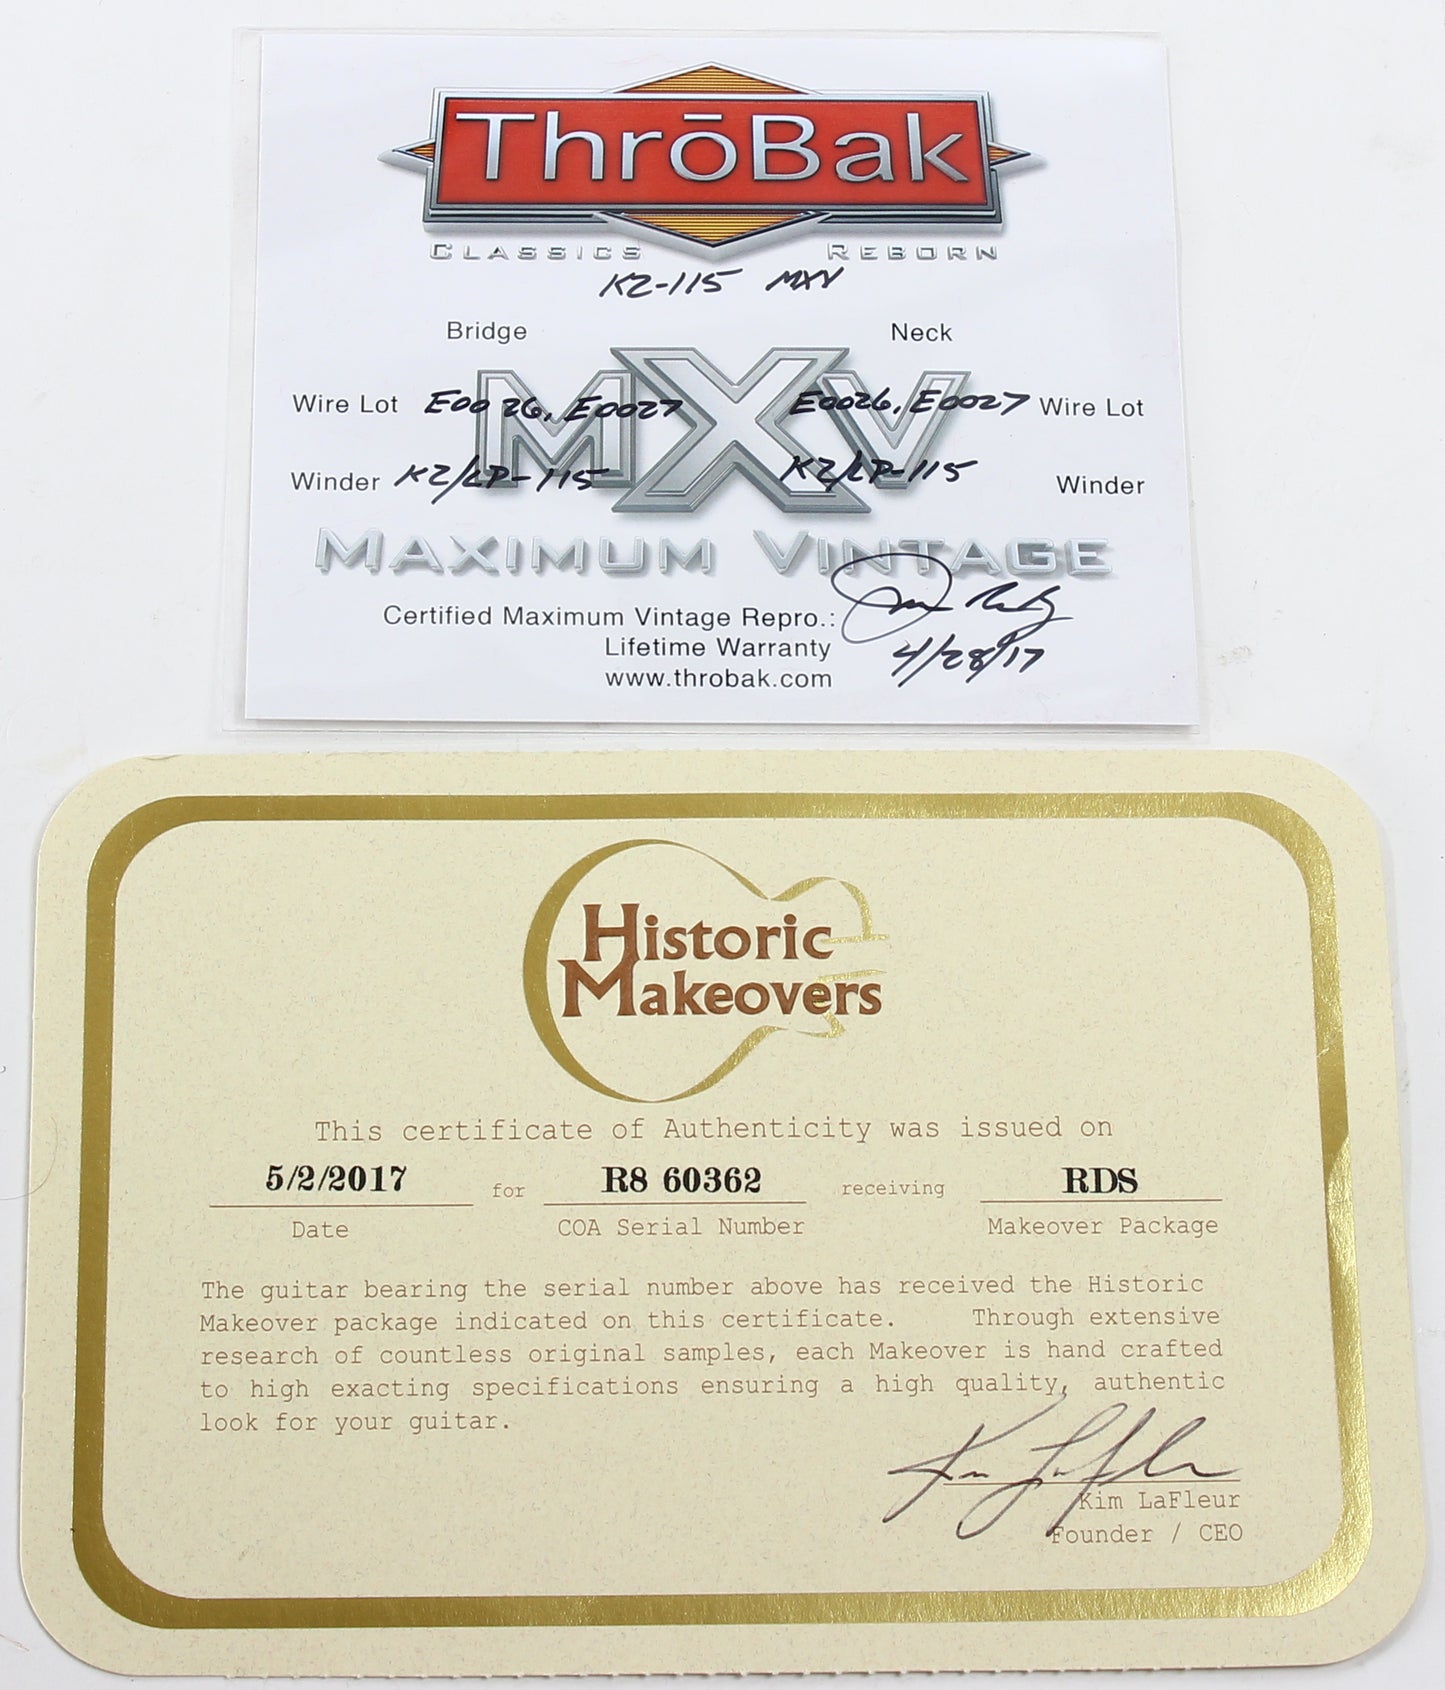 ThrōBak
CLASSICS REBORN
KZ-115 MXV
Bridge Neck
MXV
Wire Lot E0026, E0027 E0026, E0027 Wire Lot
Winder KZ/LP-115 KZ/LP-115 Winder
MAXIMUM VINTAGE
Certified Maximum Vintage Repro.:
Lifetime Warranty 4/28/17
www.throbak.com
Historic
Makeovers
This certificate of Authenticity was issued on
5/2/2017 for R8 60362 receiving RDS
Date COA Serial Number Makeover Package
The guitar bearing the serial number above has received the Historic
Makeover package indicated on this certificate. Through extensive
research of countless original samples, each Makeover is hand crafted
to high exacting specifications ensuring a high quality, authentic
look for your guitar.
Kim LaFleur
Kim LaFleur
Founder / CEO